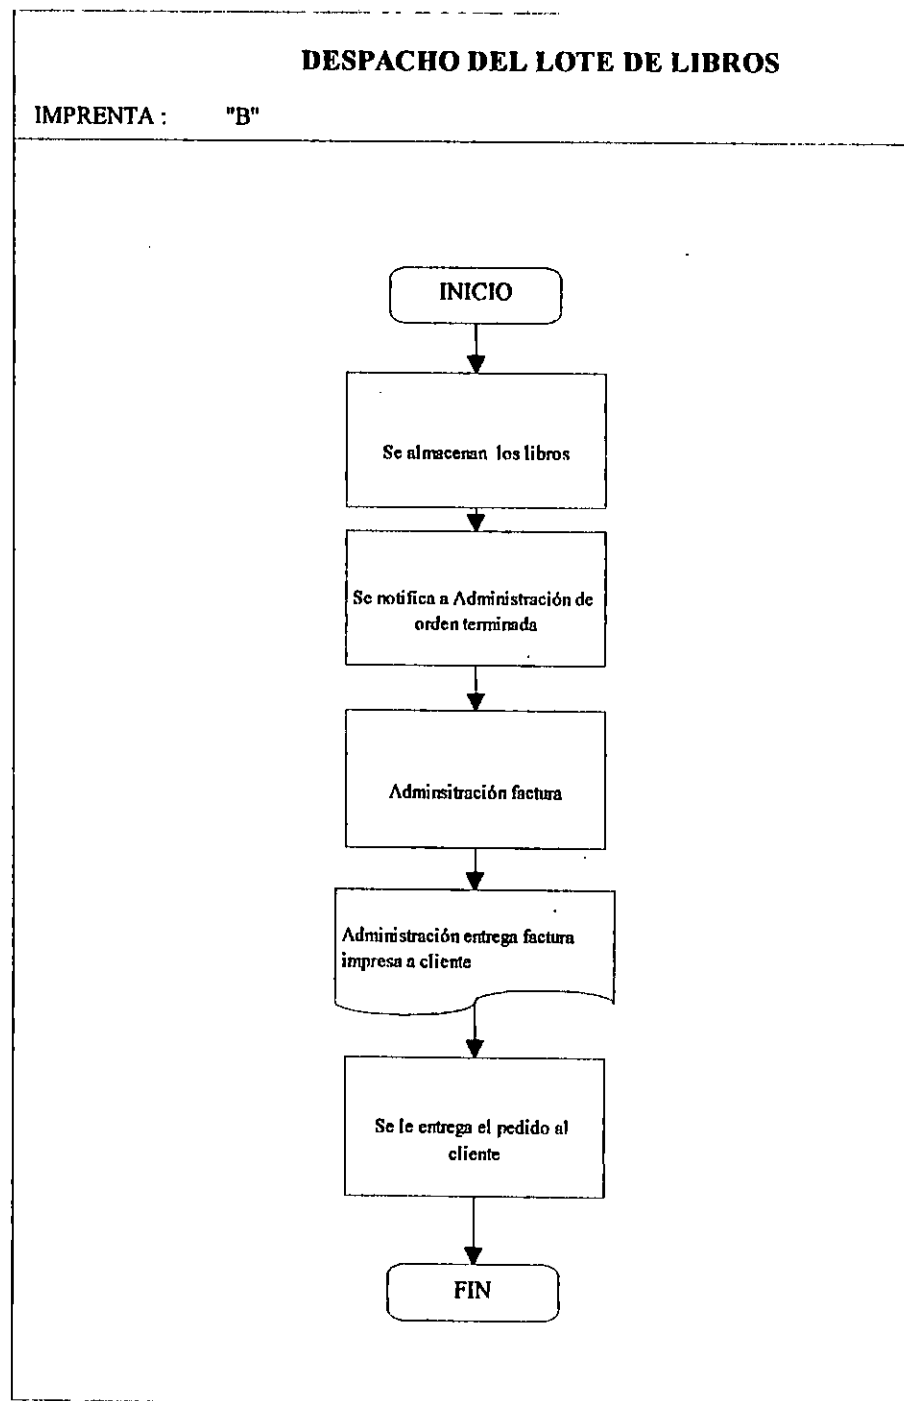 DESPACHO DEL LOTE DE LIBROS
IMPRENTA : "B"
INICIO
Se almacenan los libros
Se notifica a Administración de
orden terminada
Adminsitración factura
Administración entrega factura
impresa a cliente
Se le entrega el pedido al
cliente
FIN